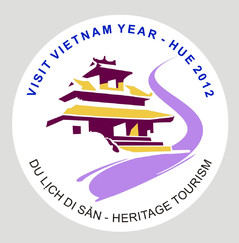 VISIT VIETNAM YEAR - HUE 2012
DU LỊCH DI SẢN - HERITAGE TOURISM